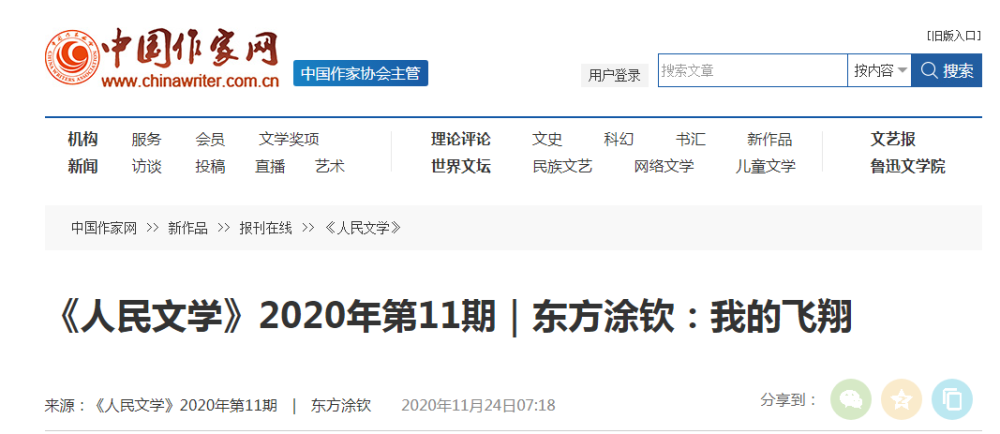 [旧版入口]
中国作家网
www.chinawriter.com.cn
中国作家协会主管
用户登录 搜索文章 按内容 搜索
机构 服务 会员 文学奖项 理论评论 文史 科幻 书汇 新作品 文艺报
新闻 访谈 投稿 直播 艺术 世界文坛 民族文艺 网络文学 儿童文学 鲁迅文学院
中国作家网 >> 新作品 >> 报刊在线 >> 《人民文学》
《人民文学》2020年第11期｜东方涂钦：我的飞翔
来源：《人民文学》2020年第11期 | 东方涂钦 2020年11月24日07:18
分享到：